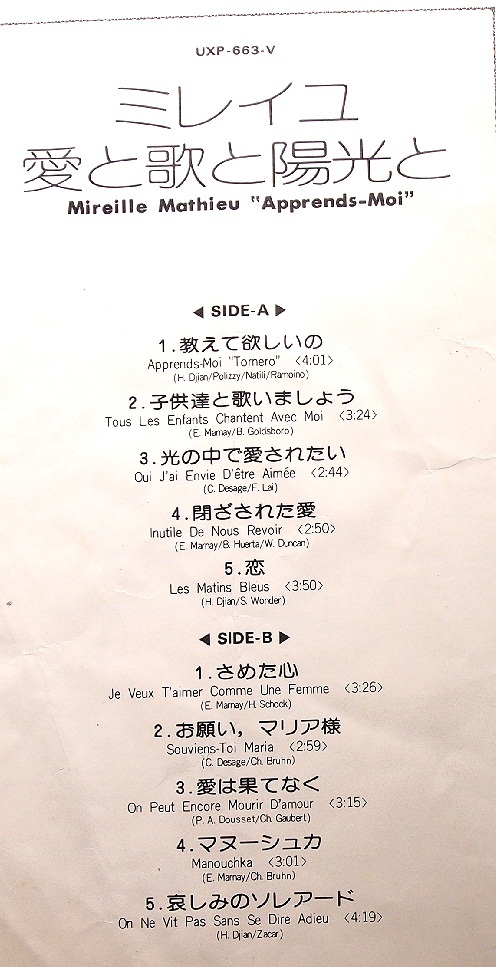 UXP-663-V
ミレイユ
愛と歌と陽光と
Mireille Mathieu "Apprends-Moi"
◀ SIDE-A ▶
1.教えて欲しいの
Apprends-Moi "Tornero" 〈4:01〉
(H. Djian/Polizzy/Natili/Ramoino)
2.子供達と歌いましょう
Tous Les Enfants Chantent Avec Moi 〈3:24〉
(E. Marnay/B. Goldsboro)
3.光の中で愛されたい
Oui J'ai Envie D'être Aimée 〈2:44〉
(C. Desage/F. Lai)
4.閉ざされた愛
Inutile De Nous Revoir 〈2:50〉
(E. Marnay/B. Huerta/W. Duncan)
5.恋
Les Matins Bleus 〈3:50〉
(H. Djian/S. Wonder)
◀ SIDE-B ▶
1.さめた心
Je Veux T'aimer Comme Une Femme 〈3:26〉
(E. Marnay/H. Schock)
2.お願い，マリア様
Souviens-Toi Maria 〈2:59〉
(C. Desage/Ch. Bruhn)
3.愛は果てなく
On Peut Encore Mourir D'amour 〈3:15〉
(P. A. Dousset/Ch. Gaubert)
4.マヌーシュカ
Manouchka 〈3:01〉
(E. Marnay/Ch. Bruhn)
5.哀しみのソレアード
On Ne Vit Pas Sans Se Dire Adieu 〈4:19〉
(H. Djian/Zacar)